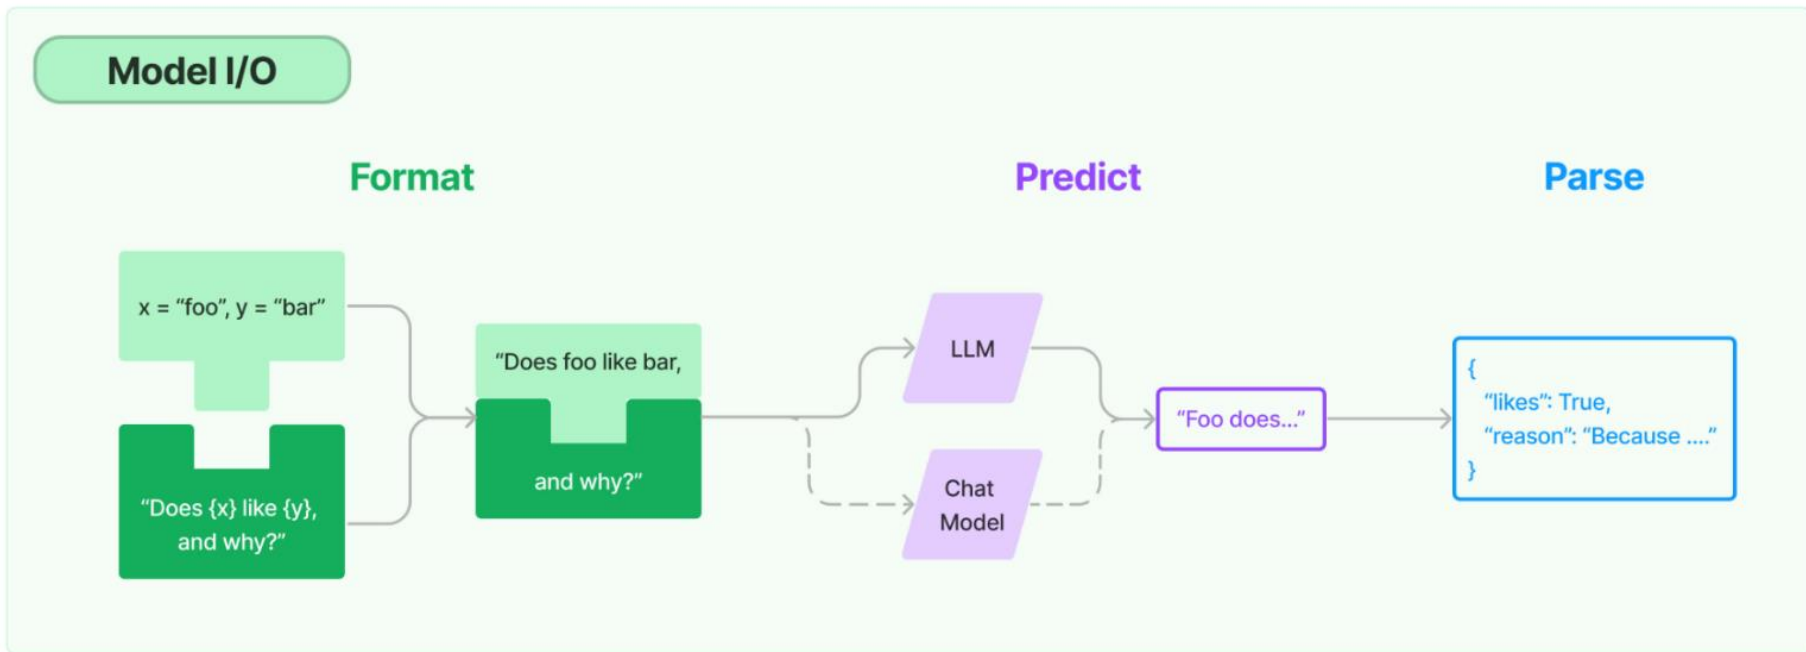 Model I/O
Format
Predict
Parse
x = “foo”, y = “bar”
“Does {x} like {y},
and why?”
“Does foo like bar,
and why?”
LLM
Chat
Model
“Foo does...”
{
“likes”: True,
“reason”: “Because ....”
}